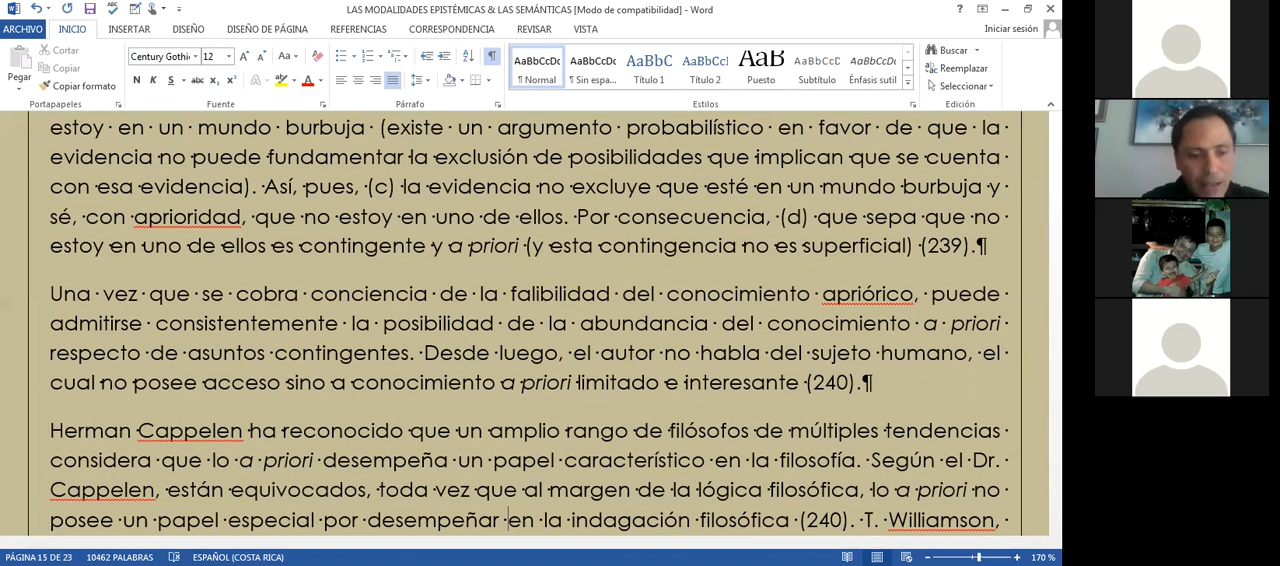 LAS MODALIDADES EPISTÉMICAS & LAS SEMÁNTICAS [Modo de compatibilidad] - Word
ARCHIVO INICIO INSERTAR DISEÑO DISEÑO DE PÁGINA REFERENCIAS CORRESPONDENCIA REVISAR VISTA Iniciar sesión
Cortar
Copiar
Copiar formato
Pegar
Portapapeles
Century Gothi 12
N K S abc x₂ x²
Fuente
Párrafo
AaBbCcDc AaBbCcDc AaBbC AaBbCcl AaB AaBbCcD AaBbCcDc
¶ Normal ¶ Sin espa... Título 1 Título 2 Puesto Subtítulo Énfasis sutil
Estilos
Buscar
Reemplazar
Seleccionar
Edición
estoy en un mundo burbuja (existe un argumento probabilístico en favor de que la
evidencia no puede fundamentar la exclusión de posibilidades que implican que se cuenta
con esa evidencia). Así, pues, (c) la evidencia no excluye que esté en un mundo burbuja y
sé, con aprioridad, que no estoy en uno de ellos. Por consecuencia, (d) que sepa que no
estoy en uno de ellos es contingente y a priori (y esta contingencia no es superficial) (239).¶
Una vez que se cobra conciencia de la falibilidad del conocimiento apriórico, puede
admitirse consistentemente la posibilidad de la abundancia del conocimiento a priori
respecto de asuntos contingentes. Desde luego, el autor no habla del sujeto humano, el
cual no posee acceso sino a conocimiento a priori limitado e interesante (240).¶
Herman Cappelen ha reconocido que un amplio rango de filósofos de múltiples tendencias
considera que lo a priori desempeña un papel característico en la filosofía. Según el Dr.
Cappelen, están equivocados, toda vez que al margen de la lógica filosófica, lo a priori no
posee un papel especial por desempeñar en la indagación filosófica (240). T. Williamson,
PÁGINA 15 DE 23 10462 PALABRAS ESPAÑOL (COSTA RICA) 170 %